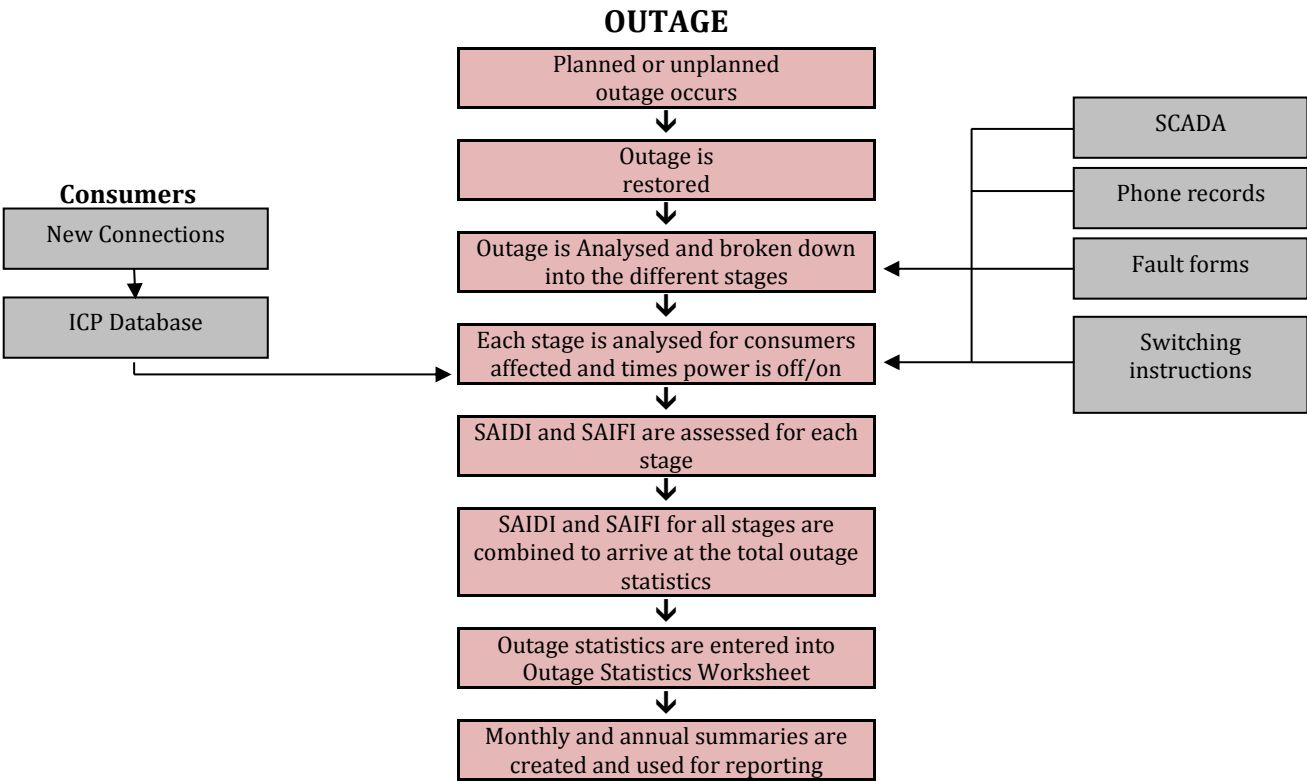 OUTAGE
Planned or unplanned
outage occurs
Outage is
restored
Outage is Analysed and broken down
into the different stages
Each stage is analysed for consumers
affected and times power is off/on
SAIDI and SAIFI are assessed for each
stage
SAIDI and SAIFI for all stages are
combined to arrive at the total outage
statistics
Outage statistics are entered into
Outage Statistics Worksheet
Monthly and annual summaries are
created and used for reporting
Consumers
New Connections
ICP Database
SCADA
Phone records
Fault forms
Switching
instructions